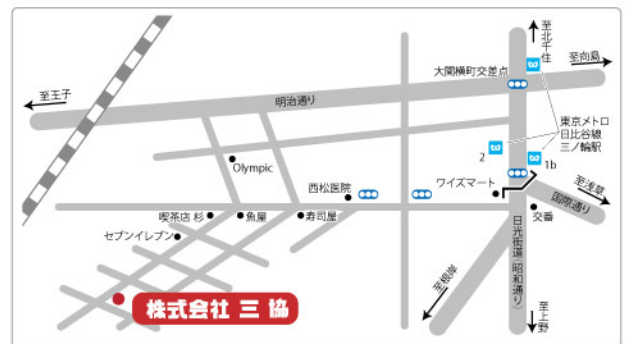 至北千住
至向島
大関横町交差点
至王子
明治通り
東京メトロ
日比谷線
三ノ輪駅
2
1b
Olympic
西松医院
ワイズマート
至浅草
国際通り
喫茶店 杉
魚屋
寿司屋
交番
セブンイレブン
日光街道(昭和通り)
至根岸
株式会社 三 協
至上野